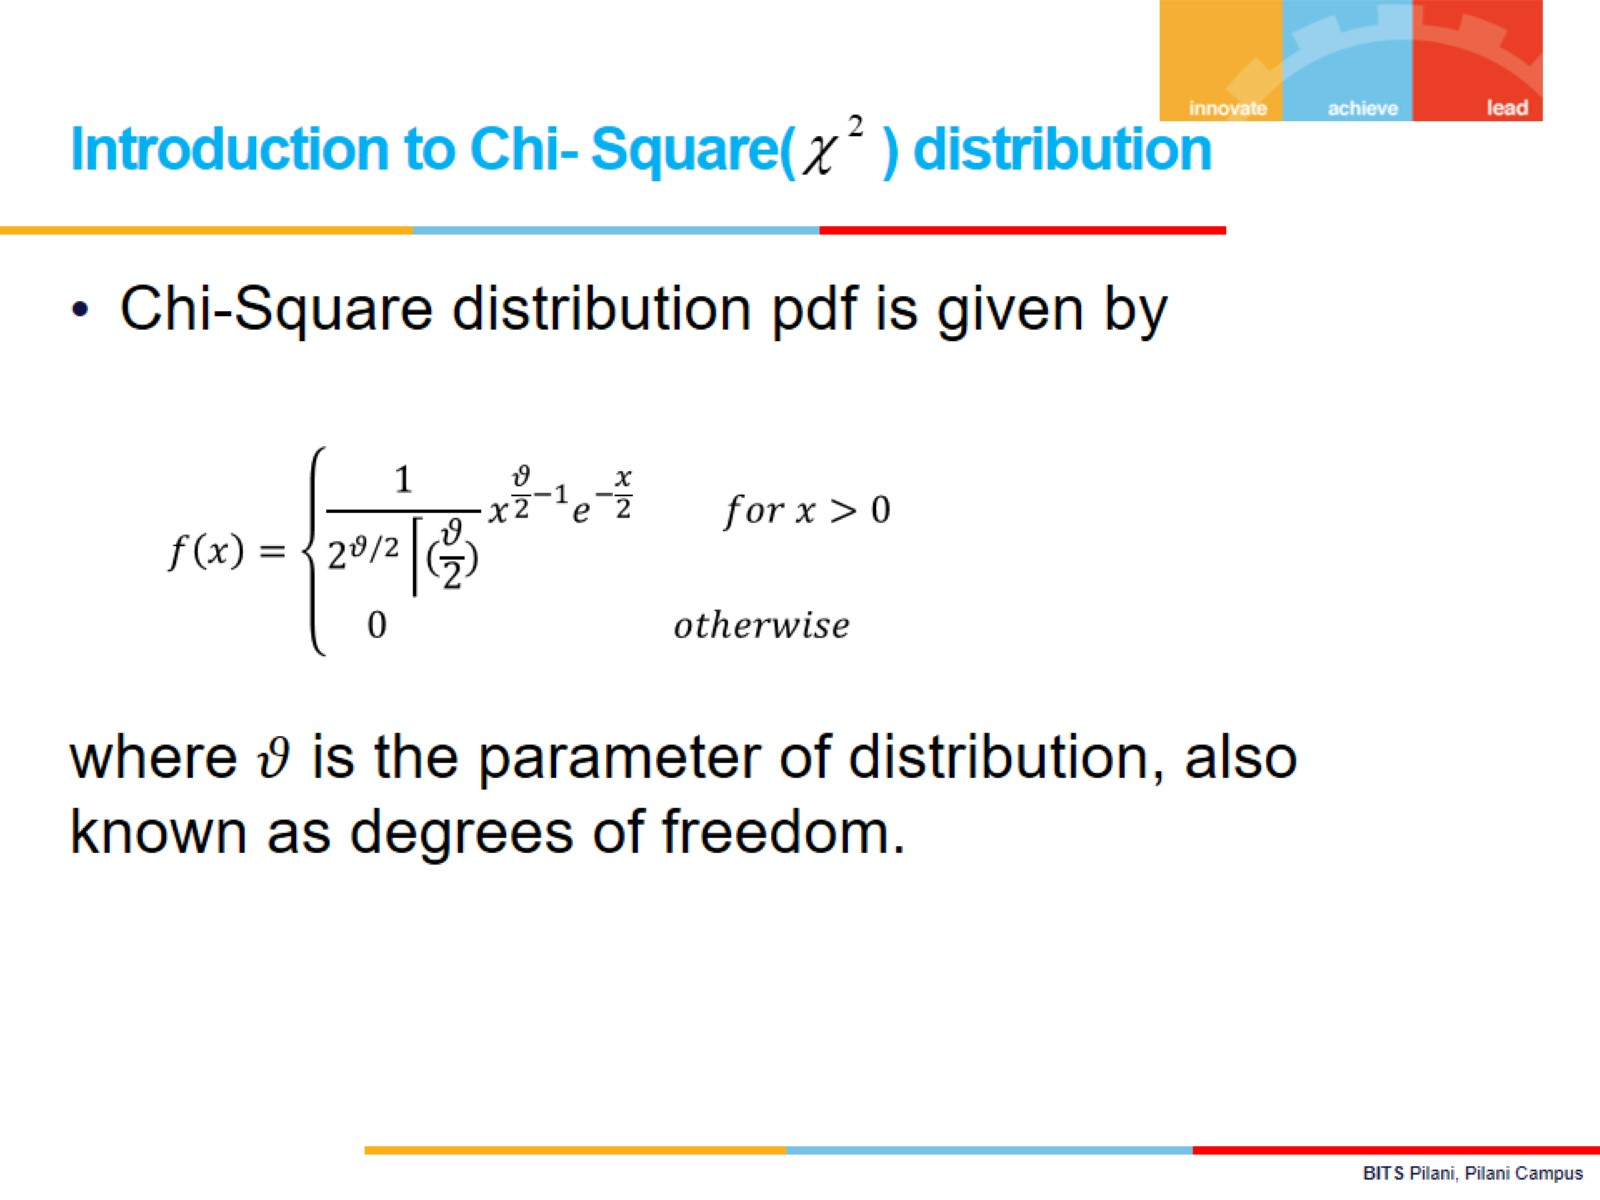 innovate achieve lead
Introduction to Chi- Square( χ² ) distribution
• Chi-Square distribution pdf is given by
f(x) = { 1 / (2^{ϑ/2} ⌈(ϑ/2)) x^{ϑ/2−1} e^{−x/2} for x > 0
0 otherwise
where ϑ is the parameter of distribution, also
known as degrees of freedom.
BITS Pilani, Pilani Campus